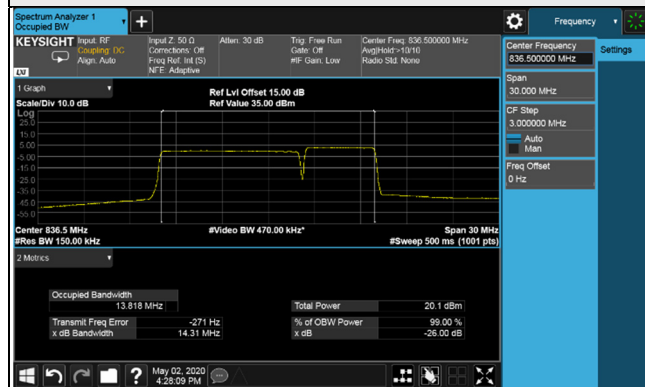 Spectrum Analyzer 1
Occupied BW
Frequency
KEYSIGHT
Input: RF
Coupling: DC
Align: Auto
LXI
Input Z: 50 Ω
Corrections: Off
Freq Ref: Int (S)
NFE: Adaptive
Atten: 30 dB
Trig: Free Run
Gate: Off
#IF Gain: Low
Center Freq: 836.500000 MHz
Avg|Hold:>10/10
Radio Std: None
Center Frequency
836.500000 MHz
Settings
Span
30.000 MHz
CF Step
3.000000 MHz
Auto
Man
Freq Offset
0 Hz
1 Graph
Scale/Div 10.0 dB
Ref Lvl Offset 15.00 dB
Ref Value 35.00 dBm
Log
25.0
15.0
5.00
-5.00
-15.0
-25.0
-35.0
-45.0
-55.0
Center 836.5 MHz
#Video BW 470.00 kHz*
Span 30 MHz
#Res BW 150.00 kHz
#Sweep 500 ms (1001 pts)
2 Metrics
Occupied Bandwidth
13.818 MHz
Total Power
20.1 dBm
Transmit Freq Error
-271 Hz
% of OBW Power
99.00 %
x dB Bandwidth
14.31 MHz
x dB
-26.00 dB
?
May 02, 2020
4:28:09 PM